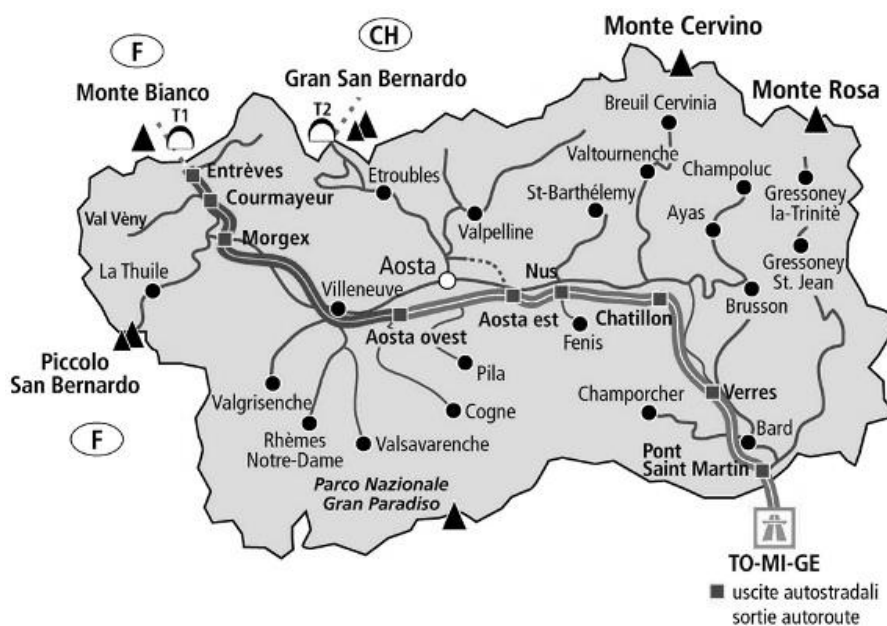 F
CH
Monte Cervino
Monte Bianco
Gran San Bernardo
Monte Rosa
T1
T2
Breuil Cervinia
Entrèves
Etroubles
Valtournenche
Champoluc
Courmayeur
St-Barthélemy
Gressoney
la-Trinitè
Val Vèny
Valpelline
Ayas
Morgex
La Thuile
Aosta
Nus
Gressoney
St. Jean
Villeneuve
Brusson
Aosta ovest
Aosta est
Chatillon
Fenis
Piccolo
San Bernardo
Pila
Valgrisenche
Cogne
Champorcher
Verres
F
Rhêmes
Notre-Dame
Valsavarenche
Bard
Pont
Saint Martin
Parco Nazionale
Gran Paradiso
TO-MI-GE
uscite autostradali
sortie autoroute